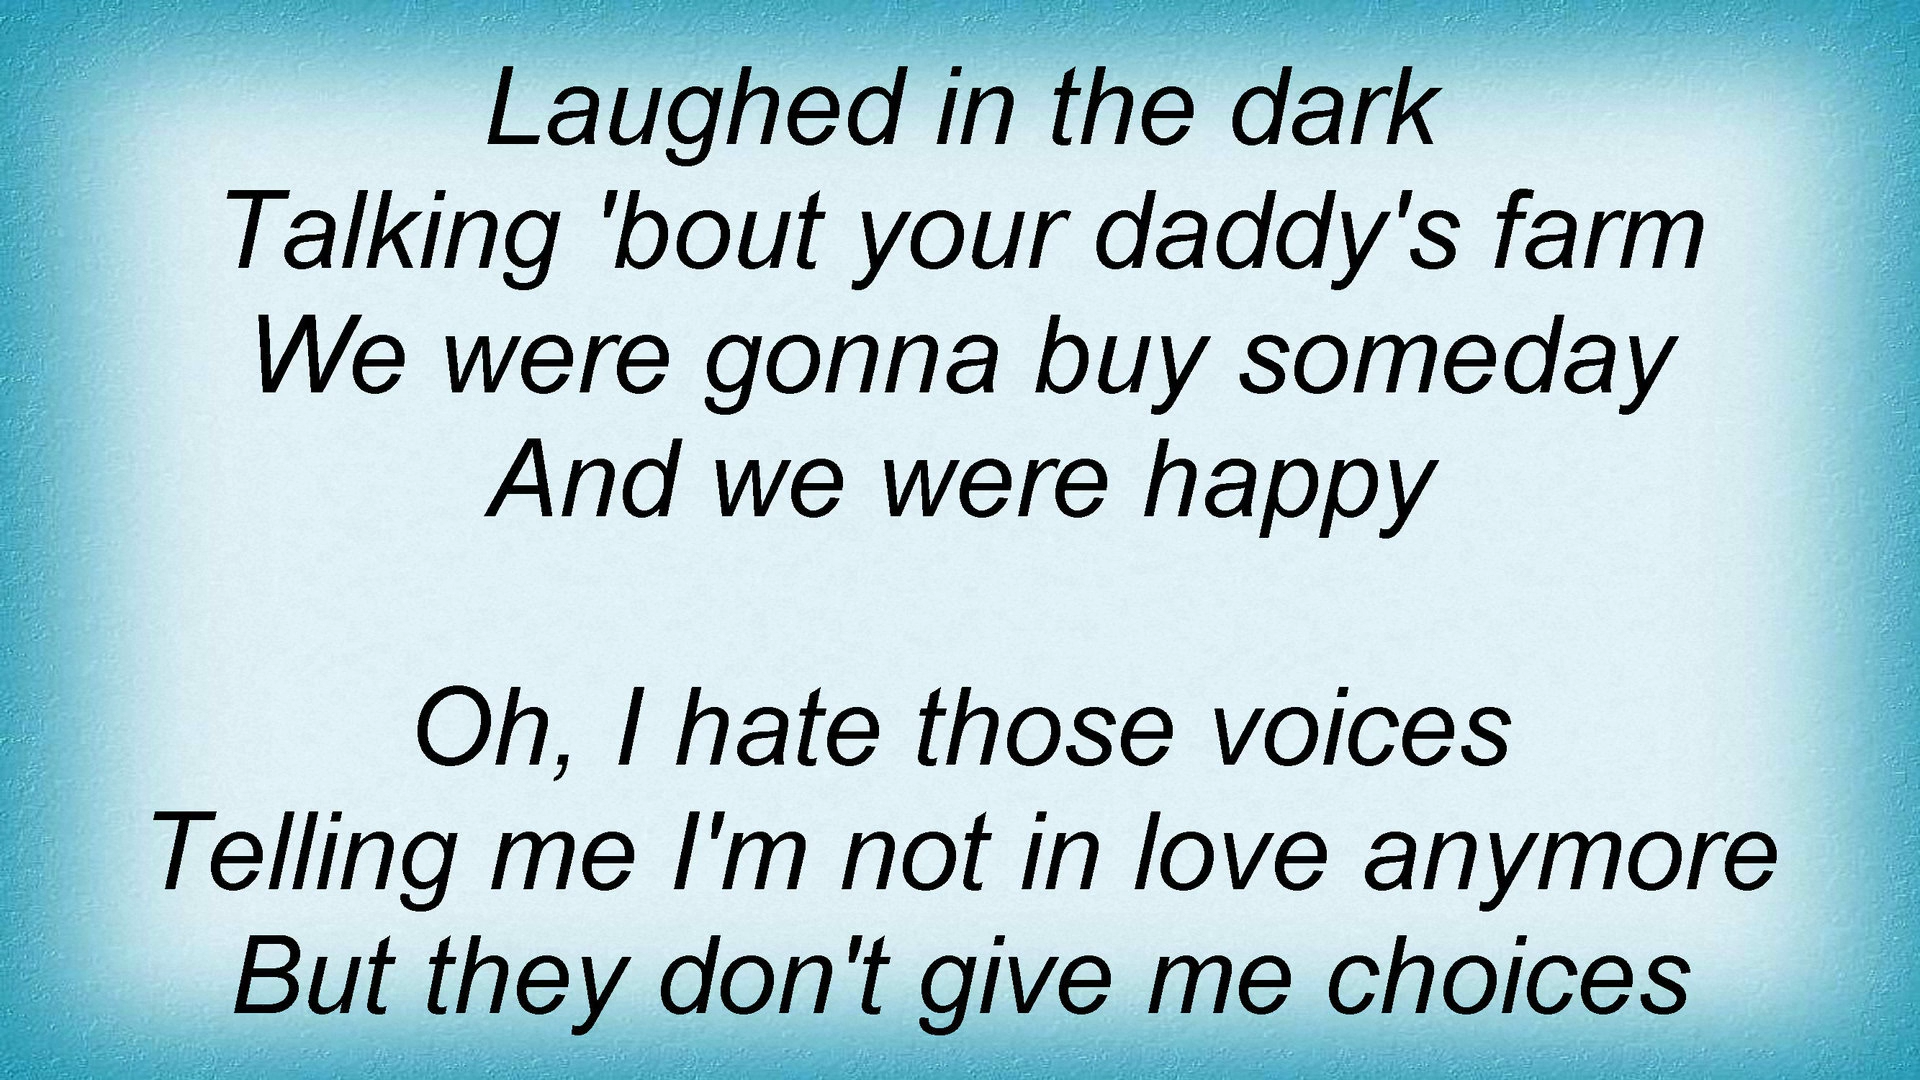 Laughed in the dark
Talking 'bout your daddy's farm
We were gonna buy someday
And we were happy
Oh, I hate those voices
Telling me I'm not in love anymore
But they don't give me choices